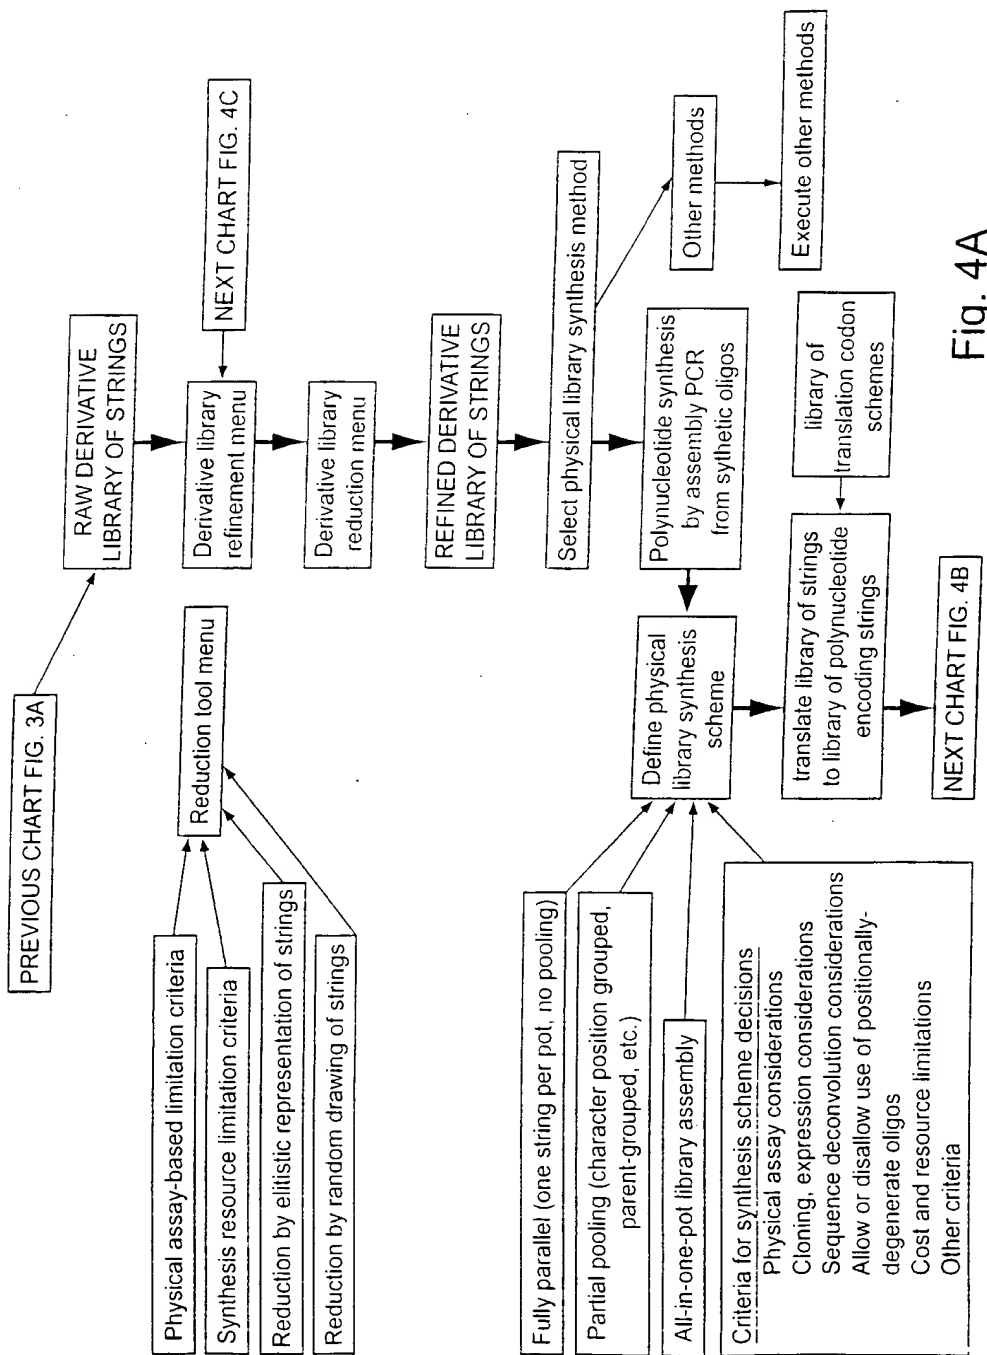 PREVIOUS CHART FIG. 3A
RAW DERIVATIVE
LIBRARY OF STRINGS
NEXT CHART FIG. 4C
Derivative library
refinement menu
Derivative library
reduction menu
Reduction tool menu
Physical assay-based limitation criteria
Synthesis resource limitation criteria
Reduction by elitistic representation of strings
Reduction by random drawing of strings
REFINED DERIVATIVE
LIBRARY OF STRINGS
Select physical library synthesis method
Other methods
Execute other methods
Polynucleotide synthesis
by assembly PCR
from sythetic oligos
Define physical
library synthesis
scheme
Fully parallel (one string per pot, no pooling)
Partial pooling (character position grouped,
parent-grouped, etc.)
All-in-one-pot library assembly
Criteria for synthesis scheme decisions
Physical assay considerations
Cloning, expression considerations
Sequence deconvolution considerations
Allow or disallow use of positionally-
degenerate oligos
Cost and resource limitations
Other criteria
library of
translation codon
schemes
translate library of strings
to library of polynucleotide
encoding strings
NEXT CHART FIG. 4B
Fig. 4A